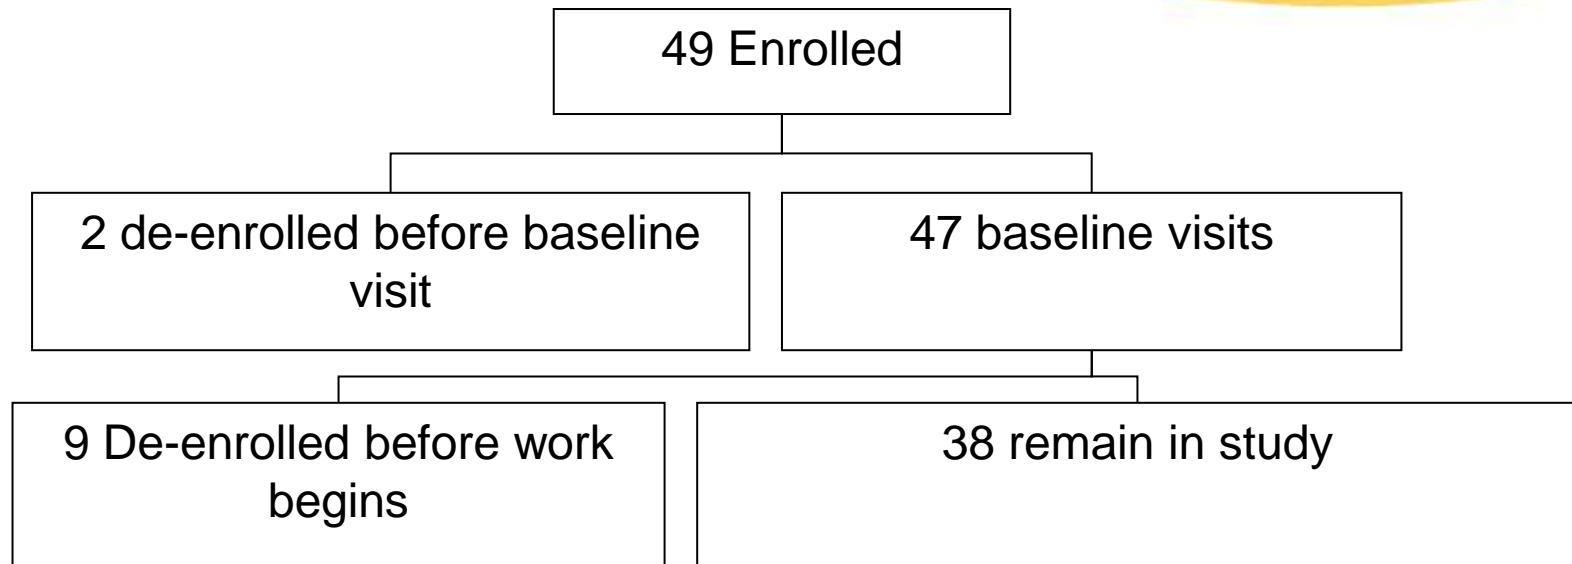 49 Enrolled
2 de-enrolled before baseline
visit
47 baseline visits
9 De-enrolled before work
begins
38 remain in study